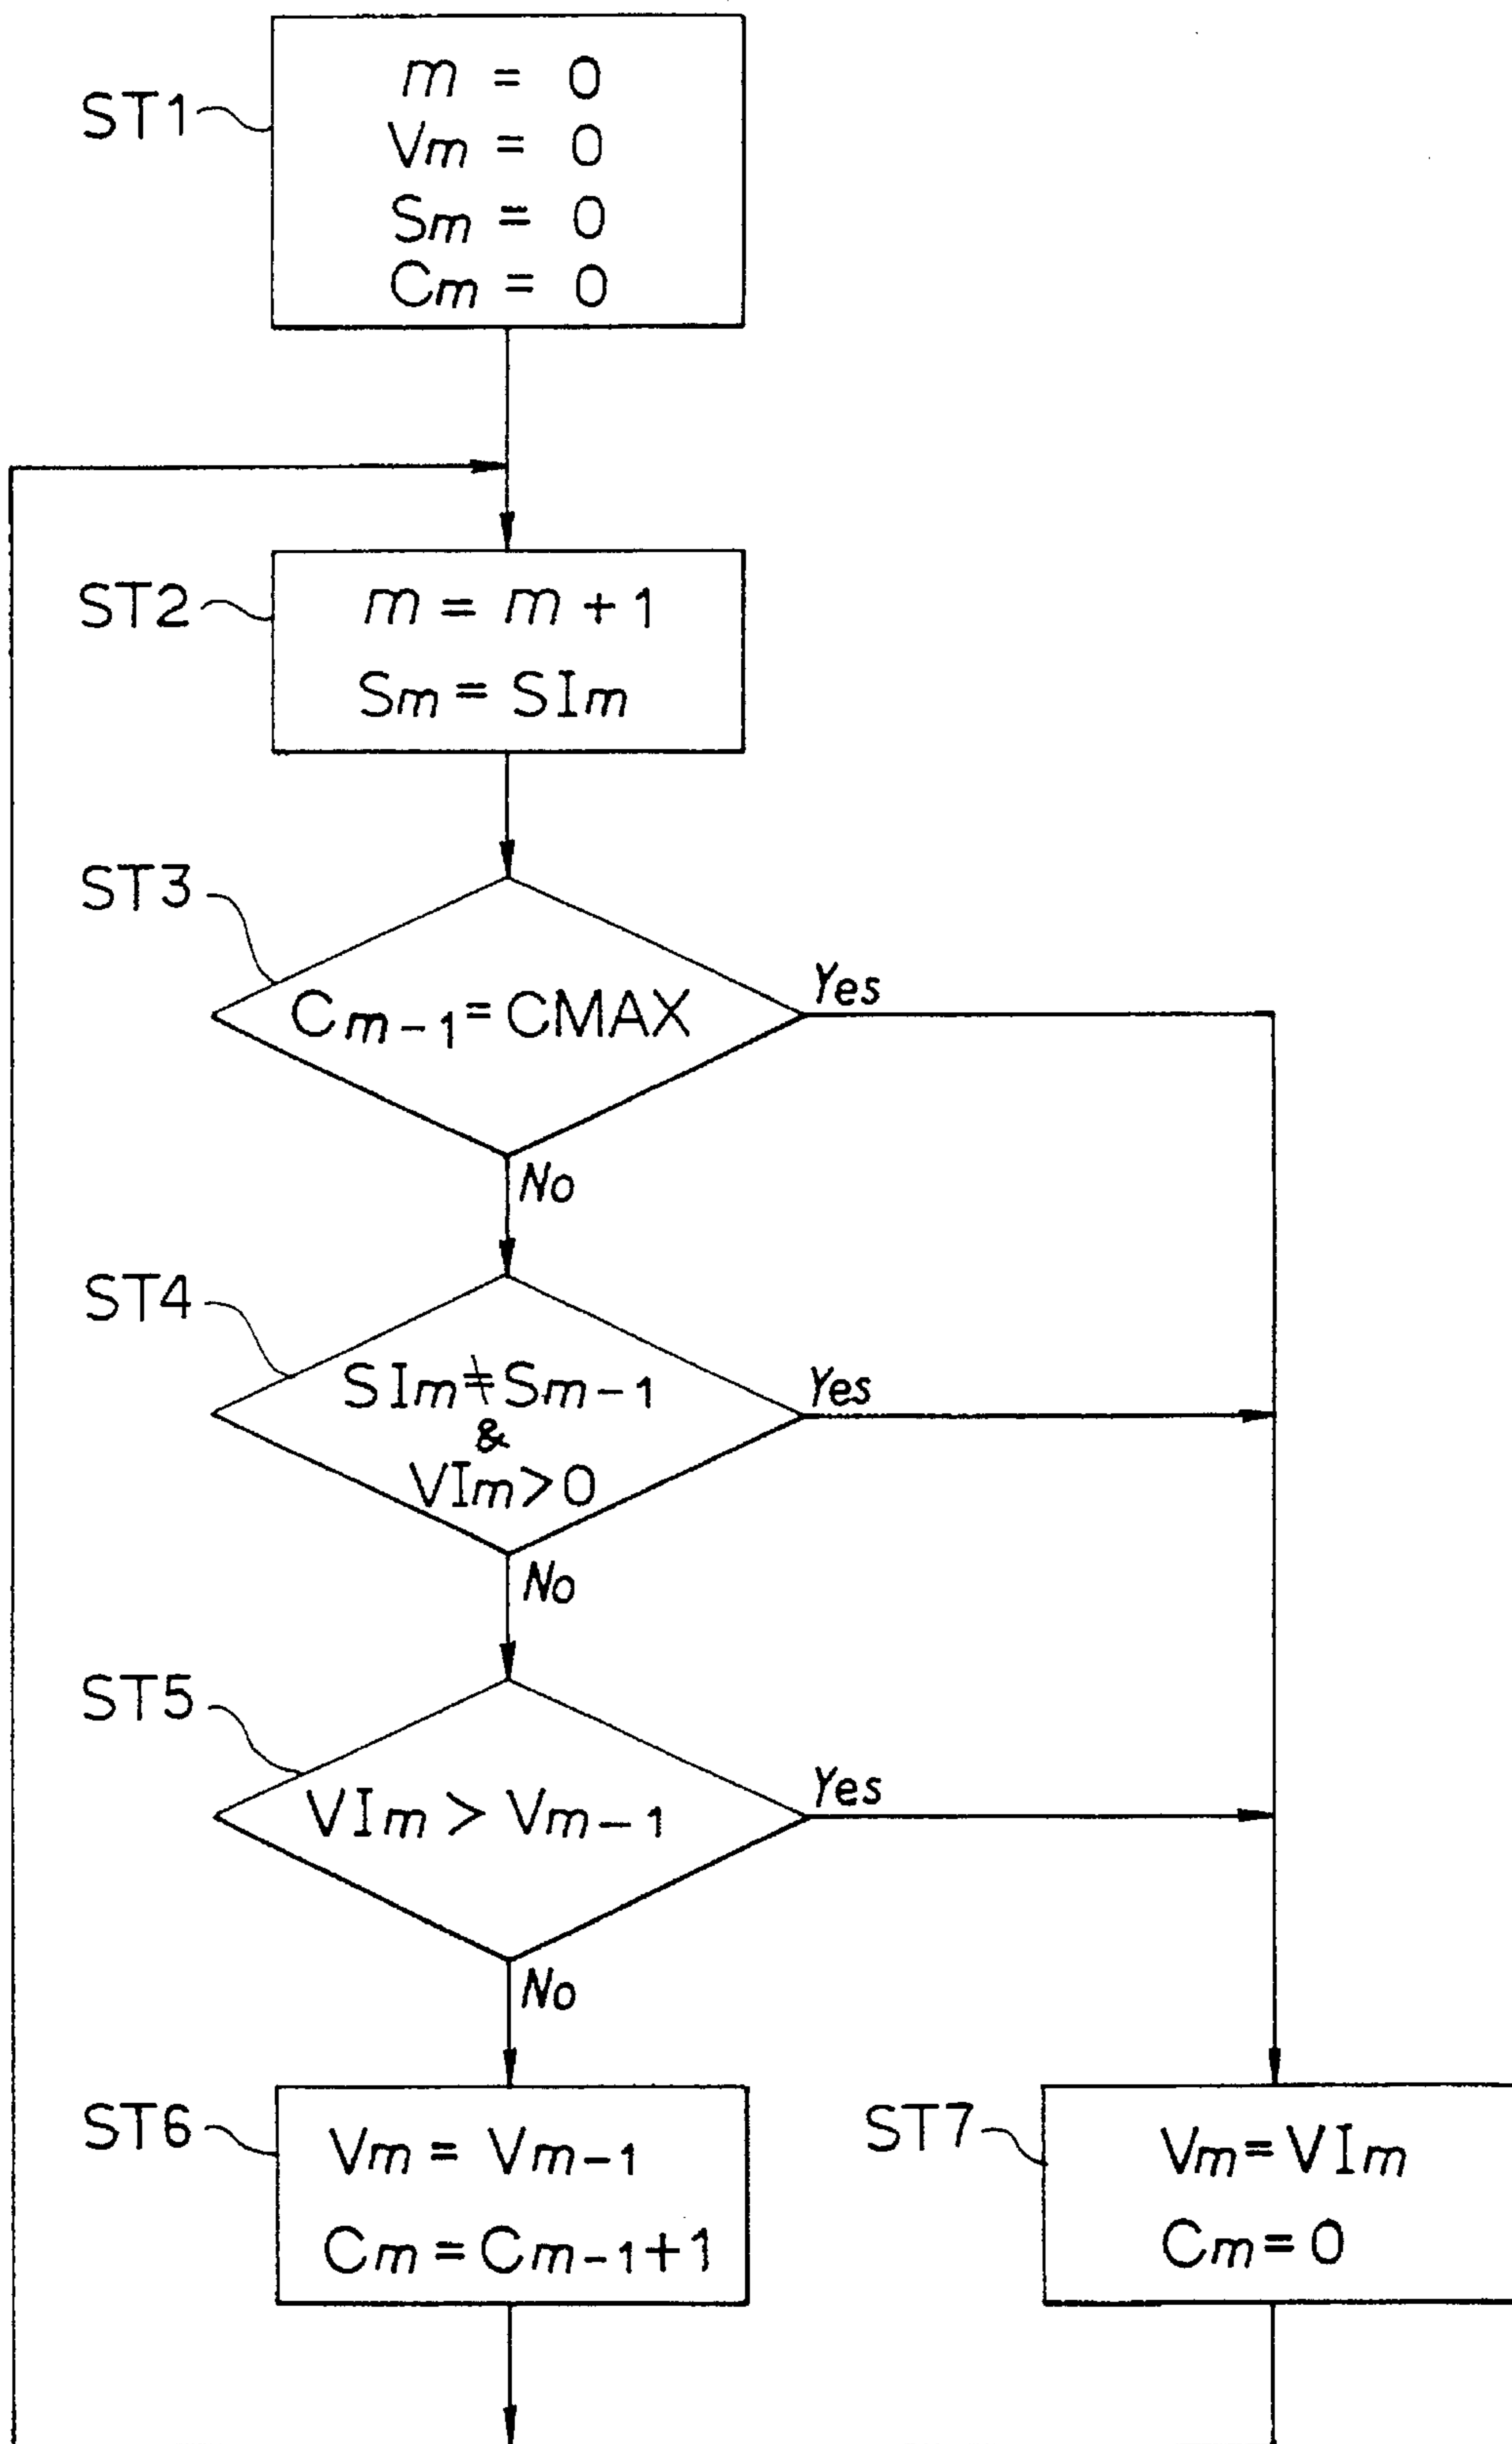 ST1
m = 0
Vm = 0
Sm = 0
Cm = 0
ST2
m = m + 1
Sm = SIm
ST3
Cm-1 = CMAX
Yes
No
ST4
SIm ≠ Sm-1
&
VIm > 0
Yes
No
ST5
VIm > Vm-1
Yes
No
ST6
Vm = Vm-1
Cm = Cm-1 + 1
ST7
Vm = VIm
Cm = 0